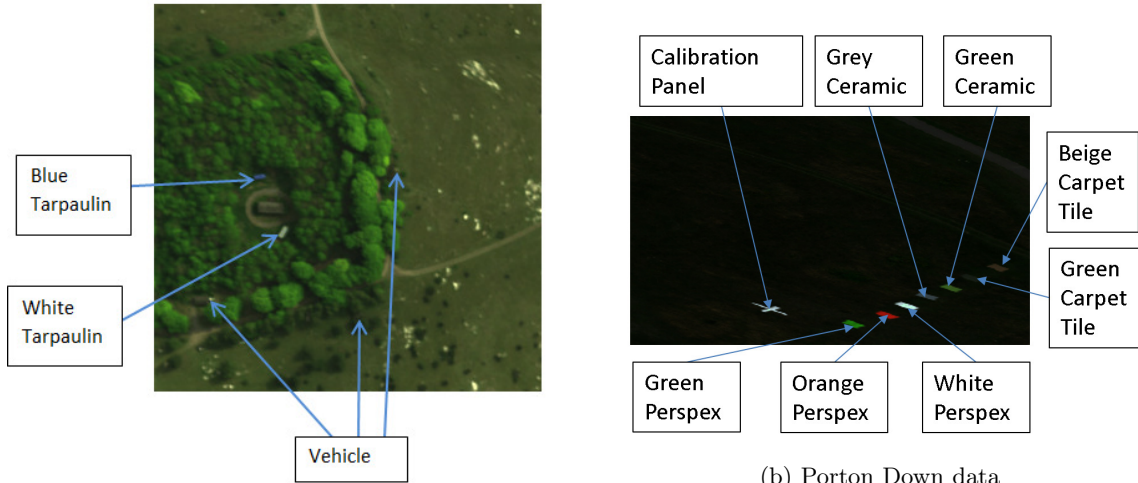 Blue
Tarpaulin
White
Tarpaulin
Vehicle
Calibration
Panel
Grey
Ceramic
Green
Ceramic
Beige
Carpet
Tile
Green
Carpet
Tile
Green
Perspex
Orange
Perspex
White
Perspex
(b) Porton Down data